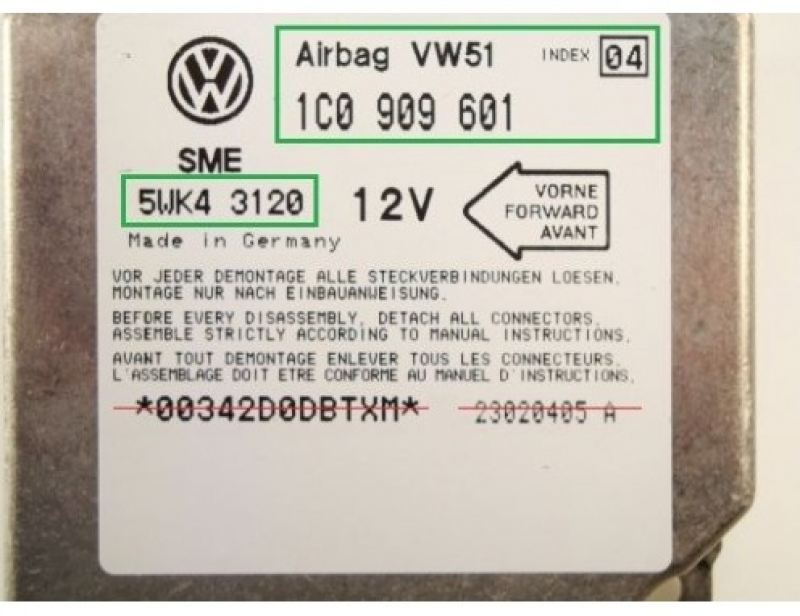 Airbag VW51 INDEX 04
1C0 909 601
SME
5WK4 3120
12V
VORNE
FORWARD
AVANT
Made in Germany
VOR JEDER DEMONTAGE ALLE STECKVERBINDUNGEN LOESEN.
MONTAGE NUR NACH EINBAUANWEISUNG.
BEFORE EVERY DISASSEMBLY, DETACH ALL CONNECTORS.
ASSEMBLE STRICTLY ACCORDING TO MANUAL INSTRUCTIONS.
AVANT TOUT DEMONTAGE ENLEVER TOUS LES CONNECTEURS.
L'ASSEMBLAGE DOIT ETRE CONFORME AU MANUEL D'INSTRUCTIONS.
*00342D0DBTXM* 23020405 A